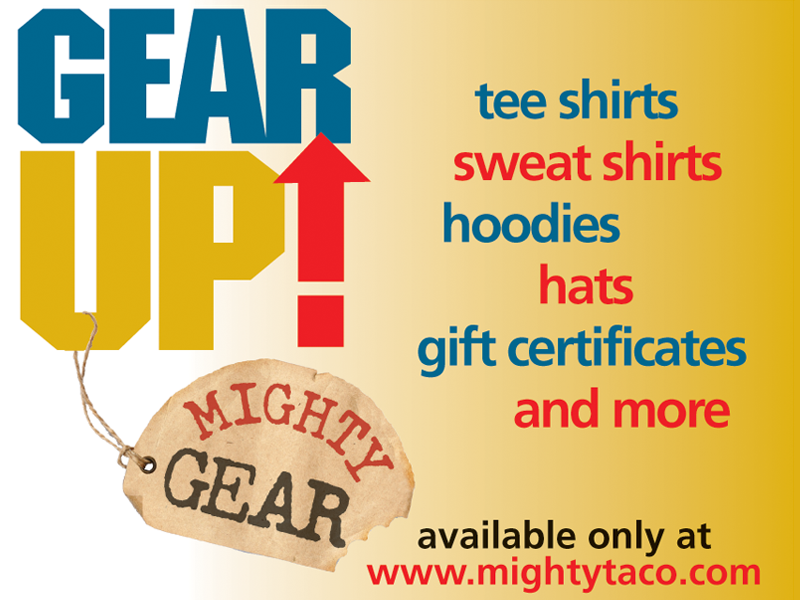 GEAR
UP!
MIGHTY
GEAR
tee shirts
sweat shirts
hoodies
hats
gift certificates
and more
available only at
www.mightytaco.com